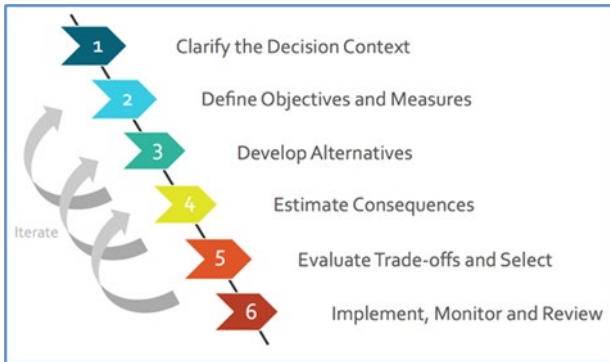 1 Clarify the Decision Context
2 Define Objectives and Measures
3 Develop Alternatives
4 Estimate Consequences
Iterate
5 Evaluate Trade-offs and Select
6 Implement, Monitor and Review